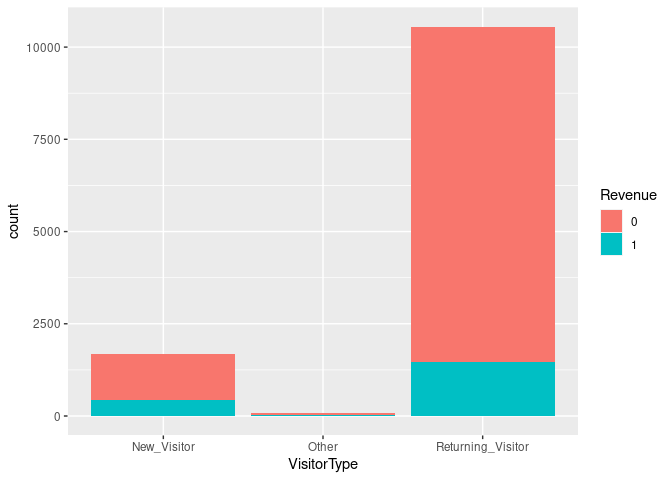 10000
7500
5000
2500
0
count
New_Visitor
Other
Returning_Visitor
VisitorType
Revenue
0
1